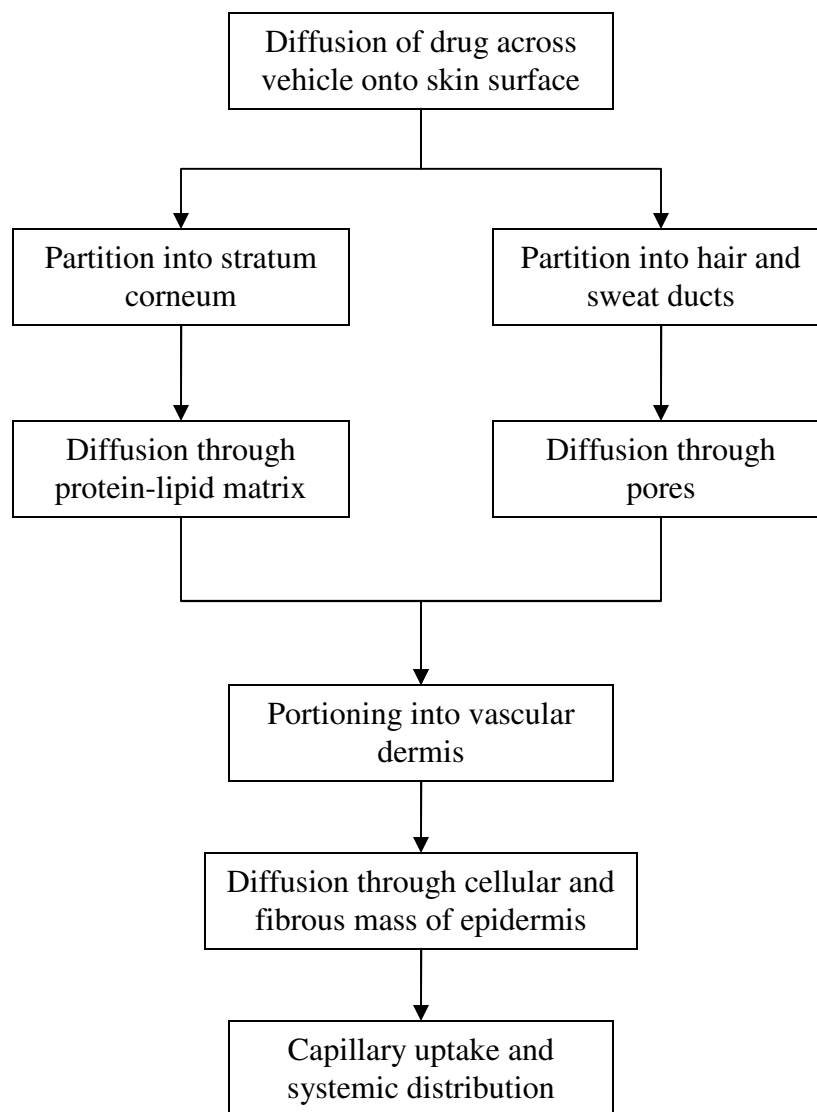 Diffusion of drug across
vehicle onto skin surface
Partition into stratum
corneum
Partition into hair and
sweat ducts
Diffusion through
protein-lipid matrix
Diffusion through
pores
Portioning into vascular
dermis
Diffusion through cellular and
fibrous mass of epidermis
Capillary uptake and
systemic distribution